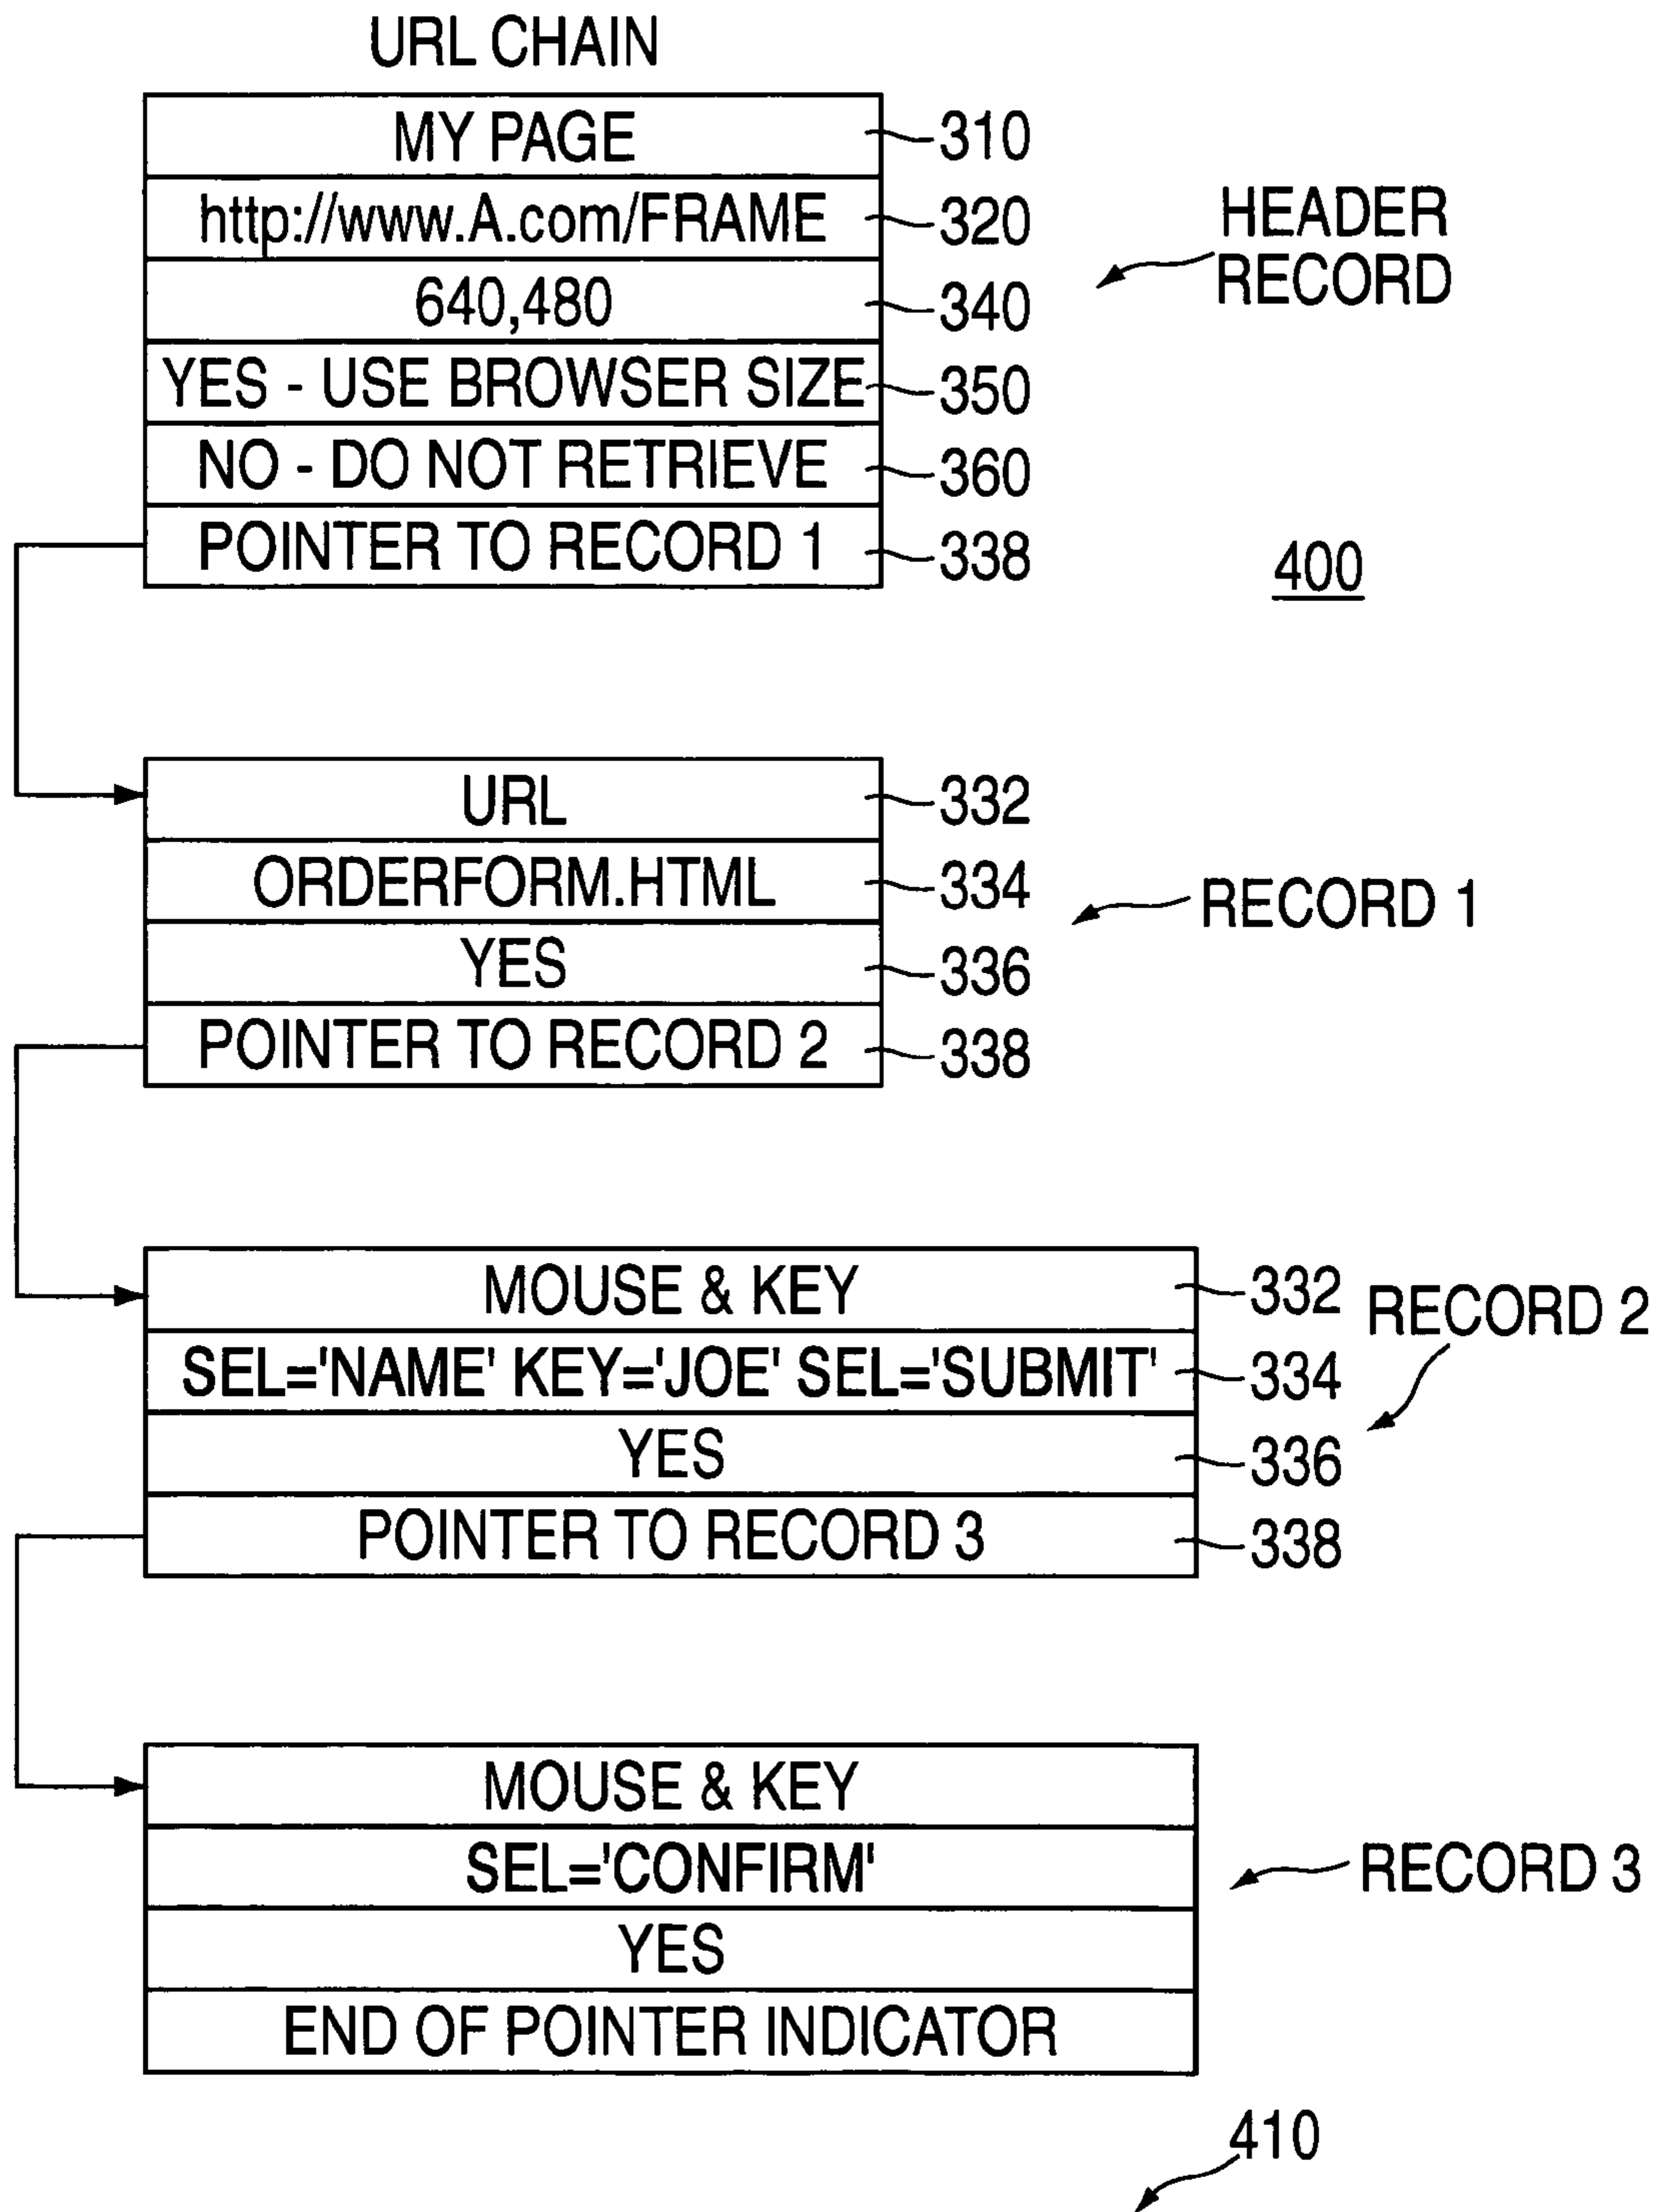 URL CHAIN
MY PAGE 310
http://www.A.com/FRAME 320
HEADER
RECORD
640,480 340
YES - USE BROWSER SIZE 350
NO - DO NOT RETRIEVE 360
POINTER TO RECORD 1 338
400
URL 332
ORDERFORM.HTML 334
RECORD 1
YES 336
POINTER TO RECORD 2 338
MOUSE & KEY 332
RECORD 2
SEL='NAME' KEY='JOE' SEL='SUBMIT' 334
YES 336
POINTER TO RECORD 3 338
MOUSE & KEY
SEL='CONFIRM'
RECORD 3
YES
END OF POINTER INDICATOR
410